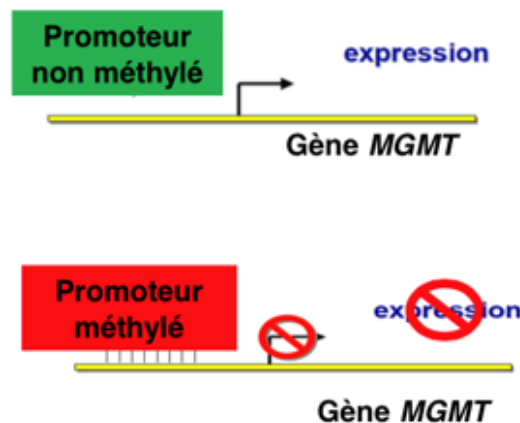 Promoteur
non méthylé
expression
Gène MGMT
Promoteur
méthylé
expression
Gène MGMT